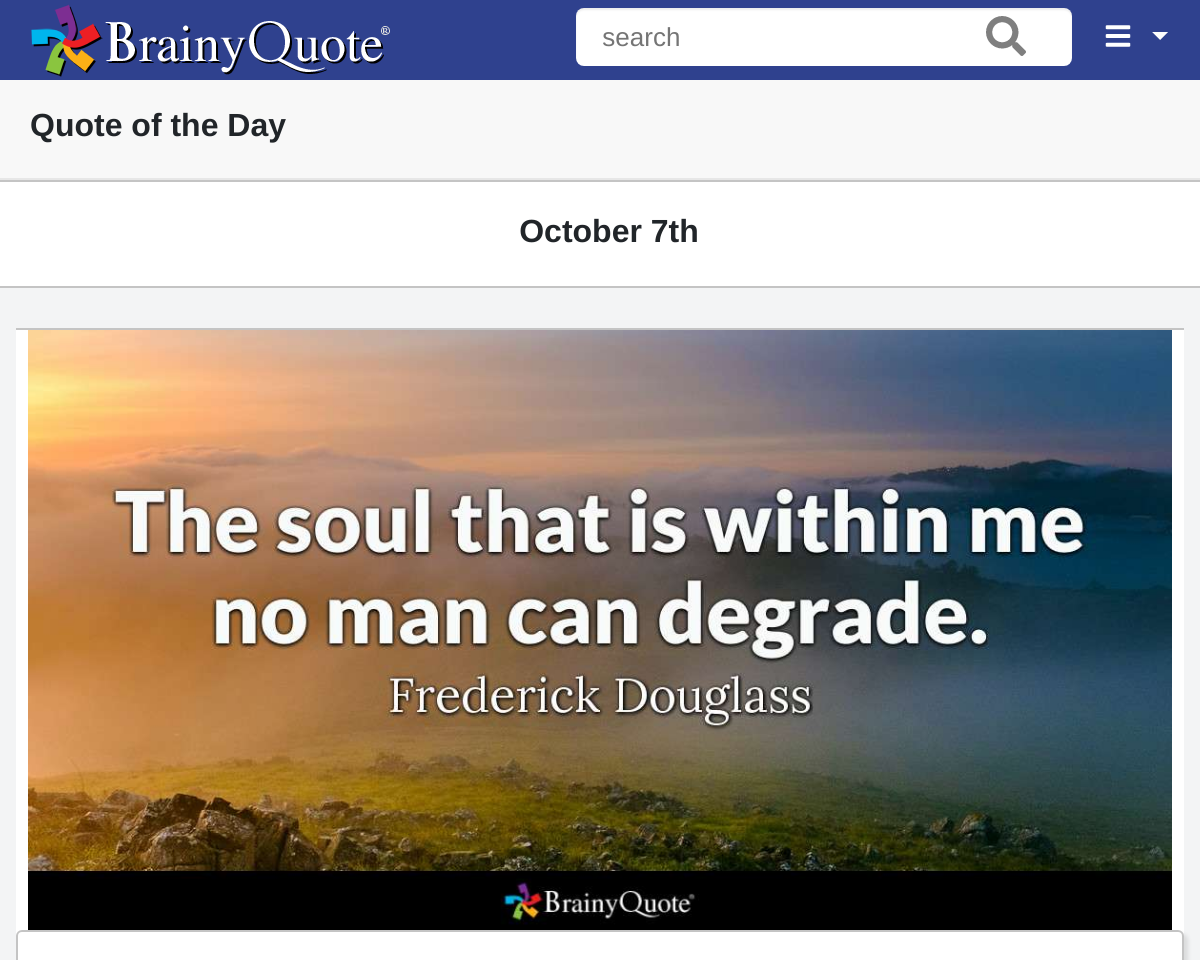 BrainyQuote®
search
Quote of the Day
October 7th
The soul that is within me
no man can degrade.
Frederick Douglass
BrainyQuote®